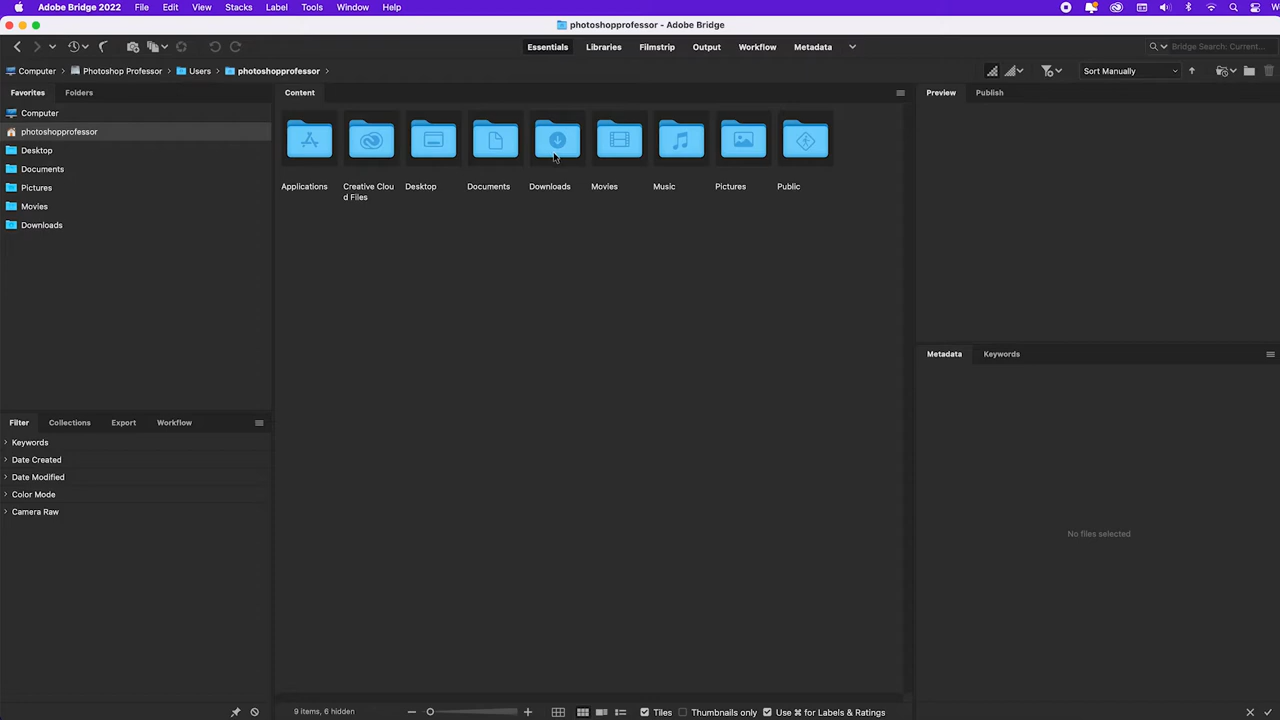 Adobe Bridge 2022 File Edit View Stacks Label Tools Window Help
photoshopprofessor - Adobe Bridge
Essentials Libraries Filmstrip Output Workflow Metadata Bridge Search: Current...
Computer Photoshop Professor Users photoshopprofessor Sort Manually
Favorites Folders
Computer
photoshopprofessor
Desktop
Documents
Pictures
Movies
Downloads
Content
Applications
Creative Clou
d Files
Desktop
Documents
Downloads
Movies
Music
Pictures
Public
Preview Publish
Metadata Keywords
No files selected
Filter Collections Export Workflow
Keywords
Date Created
Date Modified
Color Mode
Camera Raw
9 items, 6 hidden
Tiles Thumbnails only Use ⌘ for Labels & Ratings